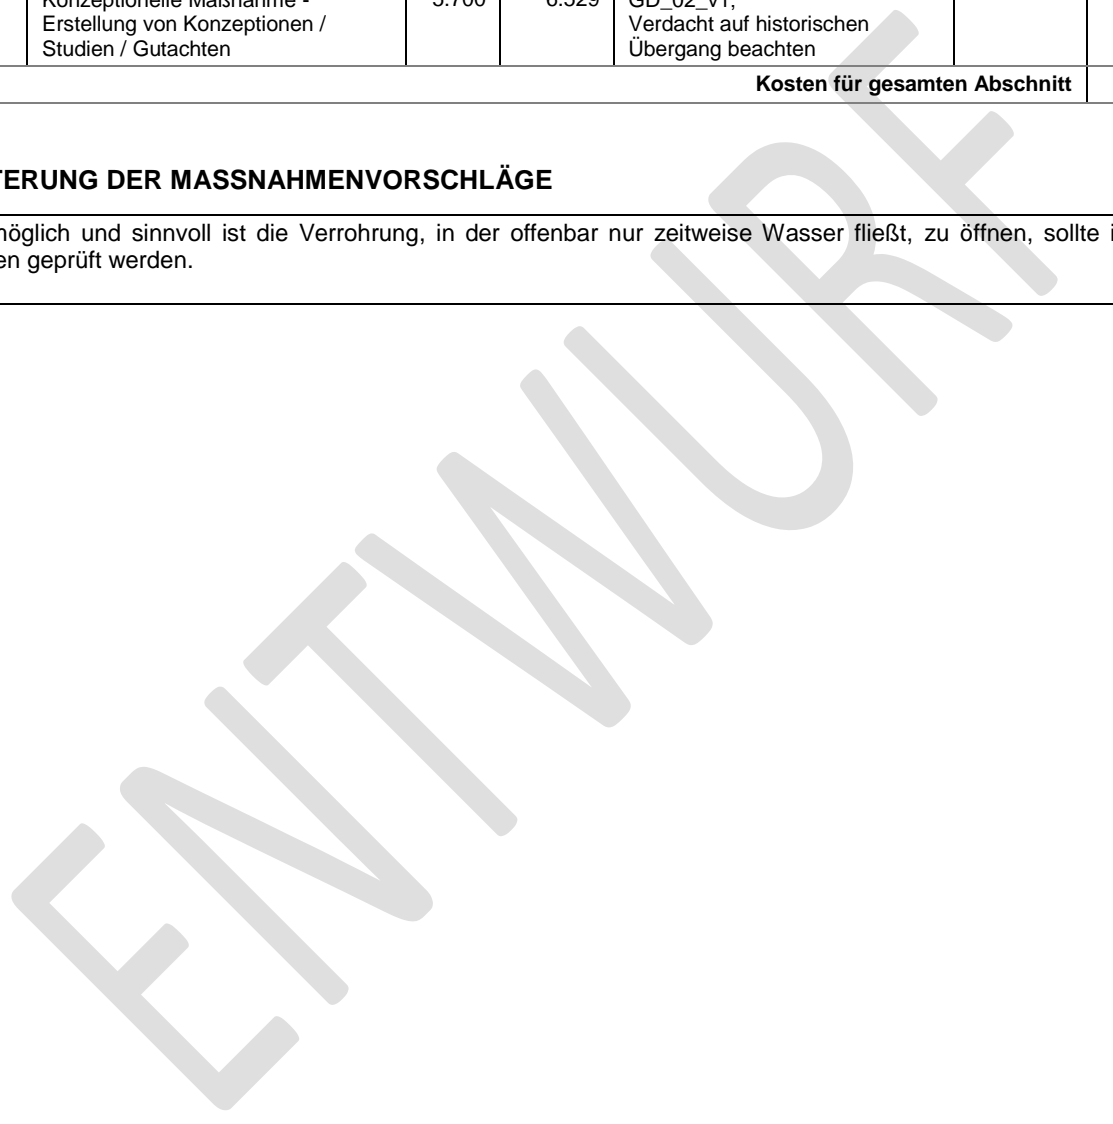 Konzeptionelle Maßnahme -
Erstellung von Konzeptionen /
Studien / Gutachten
6.529
Verdacht auf historischen
Übergang beachten
Kosten für gesamten Abschnitt
TERUNG DER MASSNAHMENVORSCHLÄGE
möglich und sinnvoll ist die Verrohrung, in der offenbar nur zeitweise Wasser fließt, zu öffnen, sollte
en geprüft werden.
ENTWURF